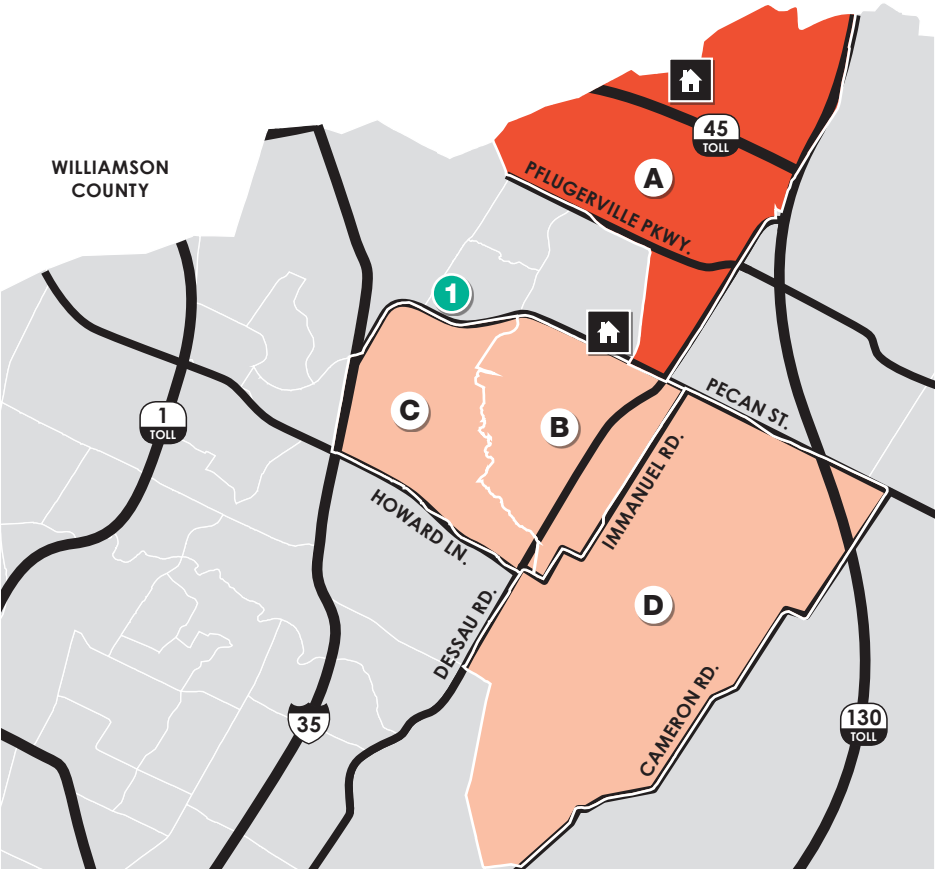 WILLIAMSON
COUNTY
45
TOLL
A
PFLUGERVILLE PKWY.
1
C
B
PECAN ST.
1
TOLL
IMMANUEL RD.
HOWARD LN.
D
DESSAU RD.
CAMERON RD.
35
130
TOLL